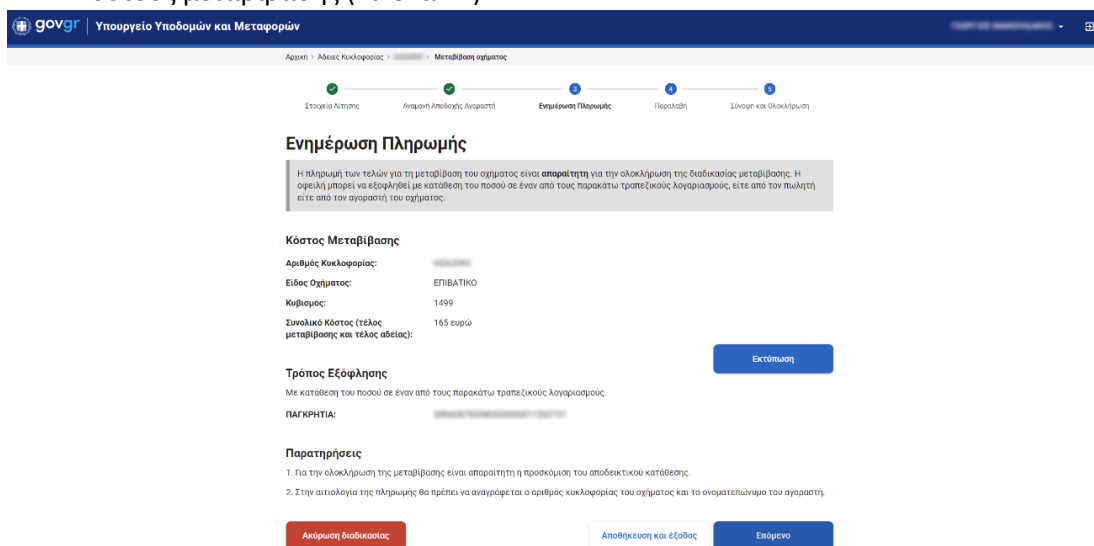 govgr Υπουργείο Υποδομών και Μεταφορών
Αρχική > Άδειες Κυκλοφορίας > > Μεταβίβαση οχήματος
3 4 5
Στοιχεία Αίτησης Αναμονή Αποδοχής Αγοραστή Ενημέρωση Πληρωμής Παραλαβή Σύνοψη και Ολοκλήρωση
Ενημέρωση Πληρωμής
Η πληρωμή των τελών για τη μεταβίβαση του οχήματος είναι απαραίτητη για την ολοκλήρωση της διαδικασίας μεταβίβασης. Η
οφειλή μπορεί να εξοφληθεί με κατάθεση του ποσού σε έναν από τους παρακάτω τραπεζικούς λογαριασμούς, είτε από τον πωλητή
είτε από τον αγοραστή του οχήματος.
Κόστος Μεταβίβασης
Αριθμός Κυκλοφορίας:
Είδος Οχήματος: ΕΠΙΒΑΤΙΚΟ
Κυβισμός: 1499
Συνολικό Κόστος (τέλος 165 ευρώ
μεταβίβασης και τέλος αδείας):
Εκτύπωση
Τρόπος Εξόφλησης
Με κατάθεση του ποσού σε έναν από τους παρακάτω τραπεζικούς λογαριασμούς.
ΠΑΓΚΡΗΤΙΑ:
Παρατηρήσεις
1. Για την ολοκλήρωση της μεταβίβασης είναι απαραίτητη η προσκόμιση του αποδεικτικού κατάθεσης.
2. Στην αιτιολογία της πληρωμής θα πρέπει να αναγράφεται ο αριθμός κυκλοφορίας του οχήματος και το ονοματεπώνυμο του αγοραστή.
Ακύρωση διαδικασίας Αποθήκευση και έξοδος Επόμενο